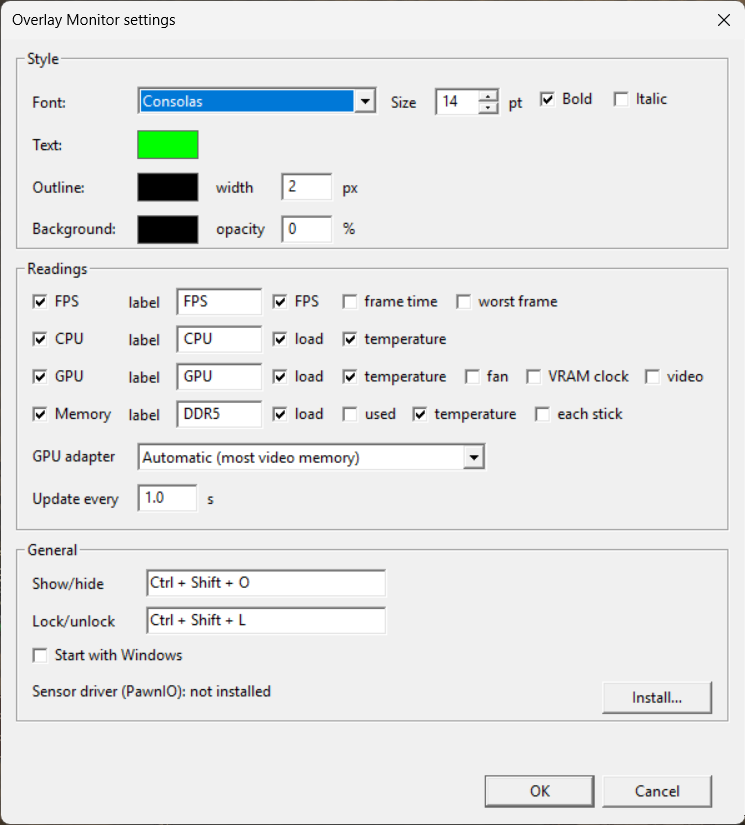 Overlay Monitor settings
Style
Font: Consolas Size 14 pt Bold Italic
Text:
Outline: width 2 px
Background: opacity 0 %
Readings
FPS label FPS FPS frame time worst frame
CPU label CPU load temperature
GPU label GPU load temperature fan VRAM clock video
Memory label DDR5 load used temperature each stick
GPU adapter Automatic (most video memory)
Update every 1.0 s
General
Show/hide Ctrl + Shift + O
Lock/unlock Ctrl + Shift + L
Start with Windows
Sensor driver (PawnIO): not installed Install...
OK Cancel